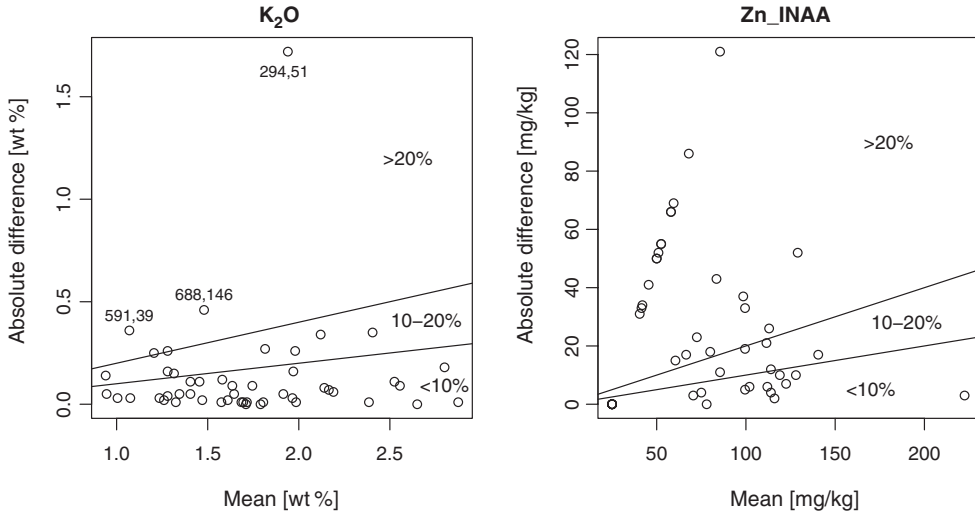 K₂O
Absolute difference [wt %]
1.5
1.0
0.5
0.0
294,51
>20%
688,146
591,39
10–20%
<10%
1.0 1.5 2.0 2.5
Mean [wt %]
Zn_INAA
Absolute difference [mg/kg]
120
100
80
60
40
20
0
>20%
10–20%
<10%
50 100 150 200
Mean [mg/kg]